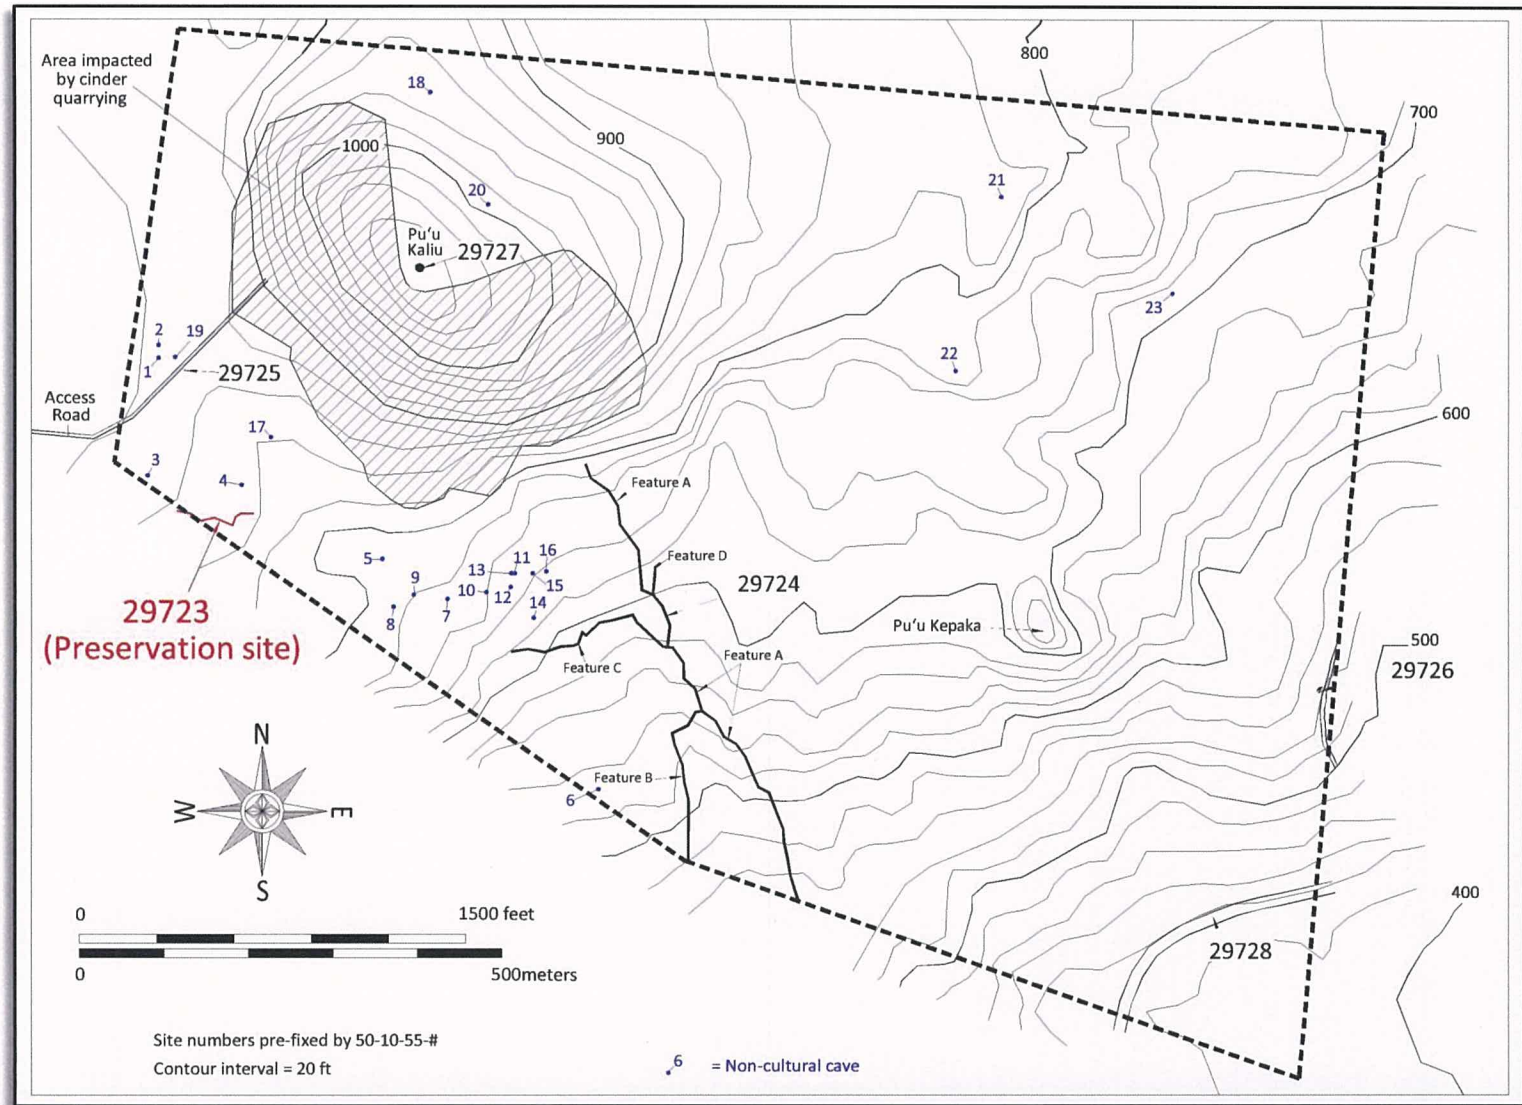 Area impacted
by cinder
quarrying
18
1000
900
800
700
20
21
Pu‘u
Kaliu
29727
23
2
19
1
29725
22
Access
Road
17
600
3
4
Feature A
5
13
11
16
Feature D
9
10
12
15
29724
8
7
14
29723
(Preservation site)
Feature C
Feature A
Pu‘u Kepaka
500
29726
N
W
E
S
Feature B
6
0
1500 feet
0
500meters
400
29728
Site numbers pre-fixed by 50-10-55-#
Contour interval = 20 ft
6
= Non-cultural cave